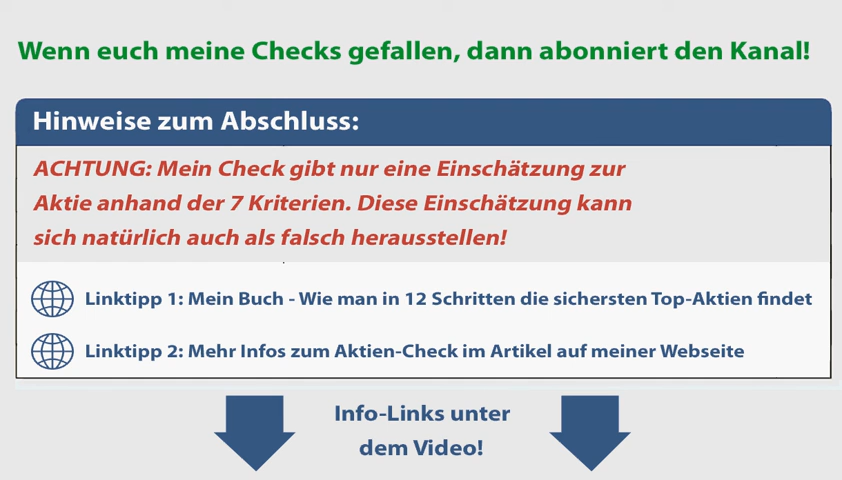 Wenn euch meine Checks gefallen, dann abonniert den Kanal!
Hinweise zum Abschluss:
ACHTUNG: Mein Check gibt nur eine Einschätzung zur
Aktie anhand der 7 Kriterien. Diese Einschätzung kann
sich natürlich auch als falsch herausstellen!
Linktipp 1: Mein Buch - Wie man in 12 Schritten die sichersten Top-Aktien findet
Linktipp 2: Mehr Infos zum Aktien-Check im Artikel auf meiner Webseite
Info-Links unter
dem Video!